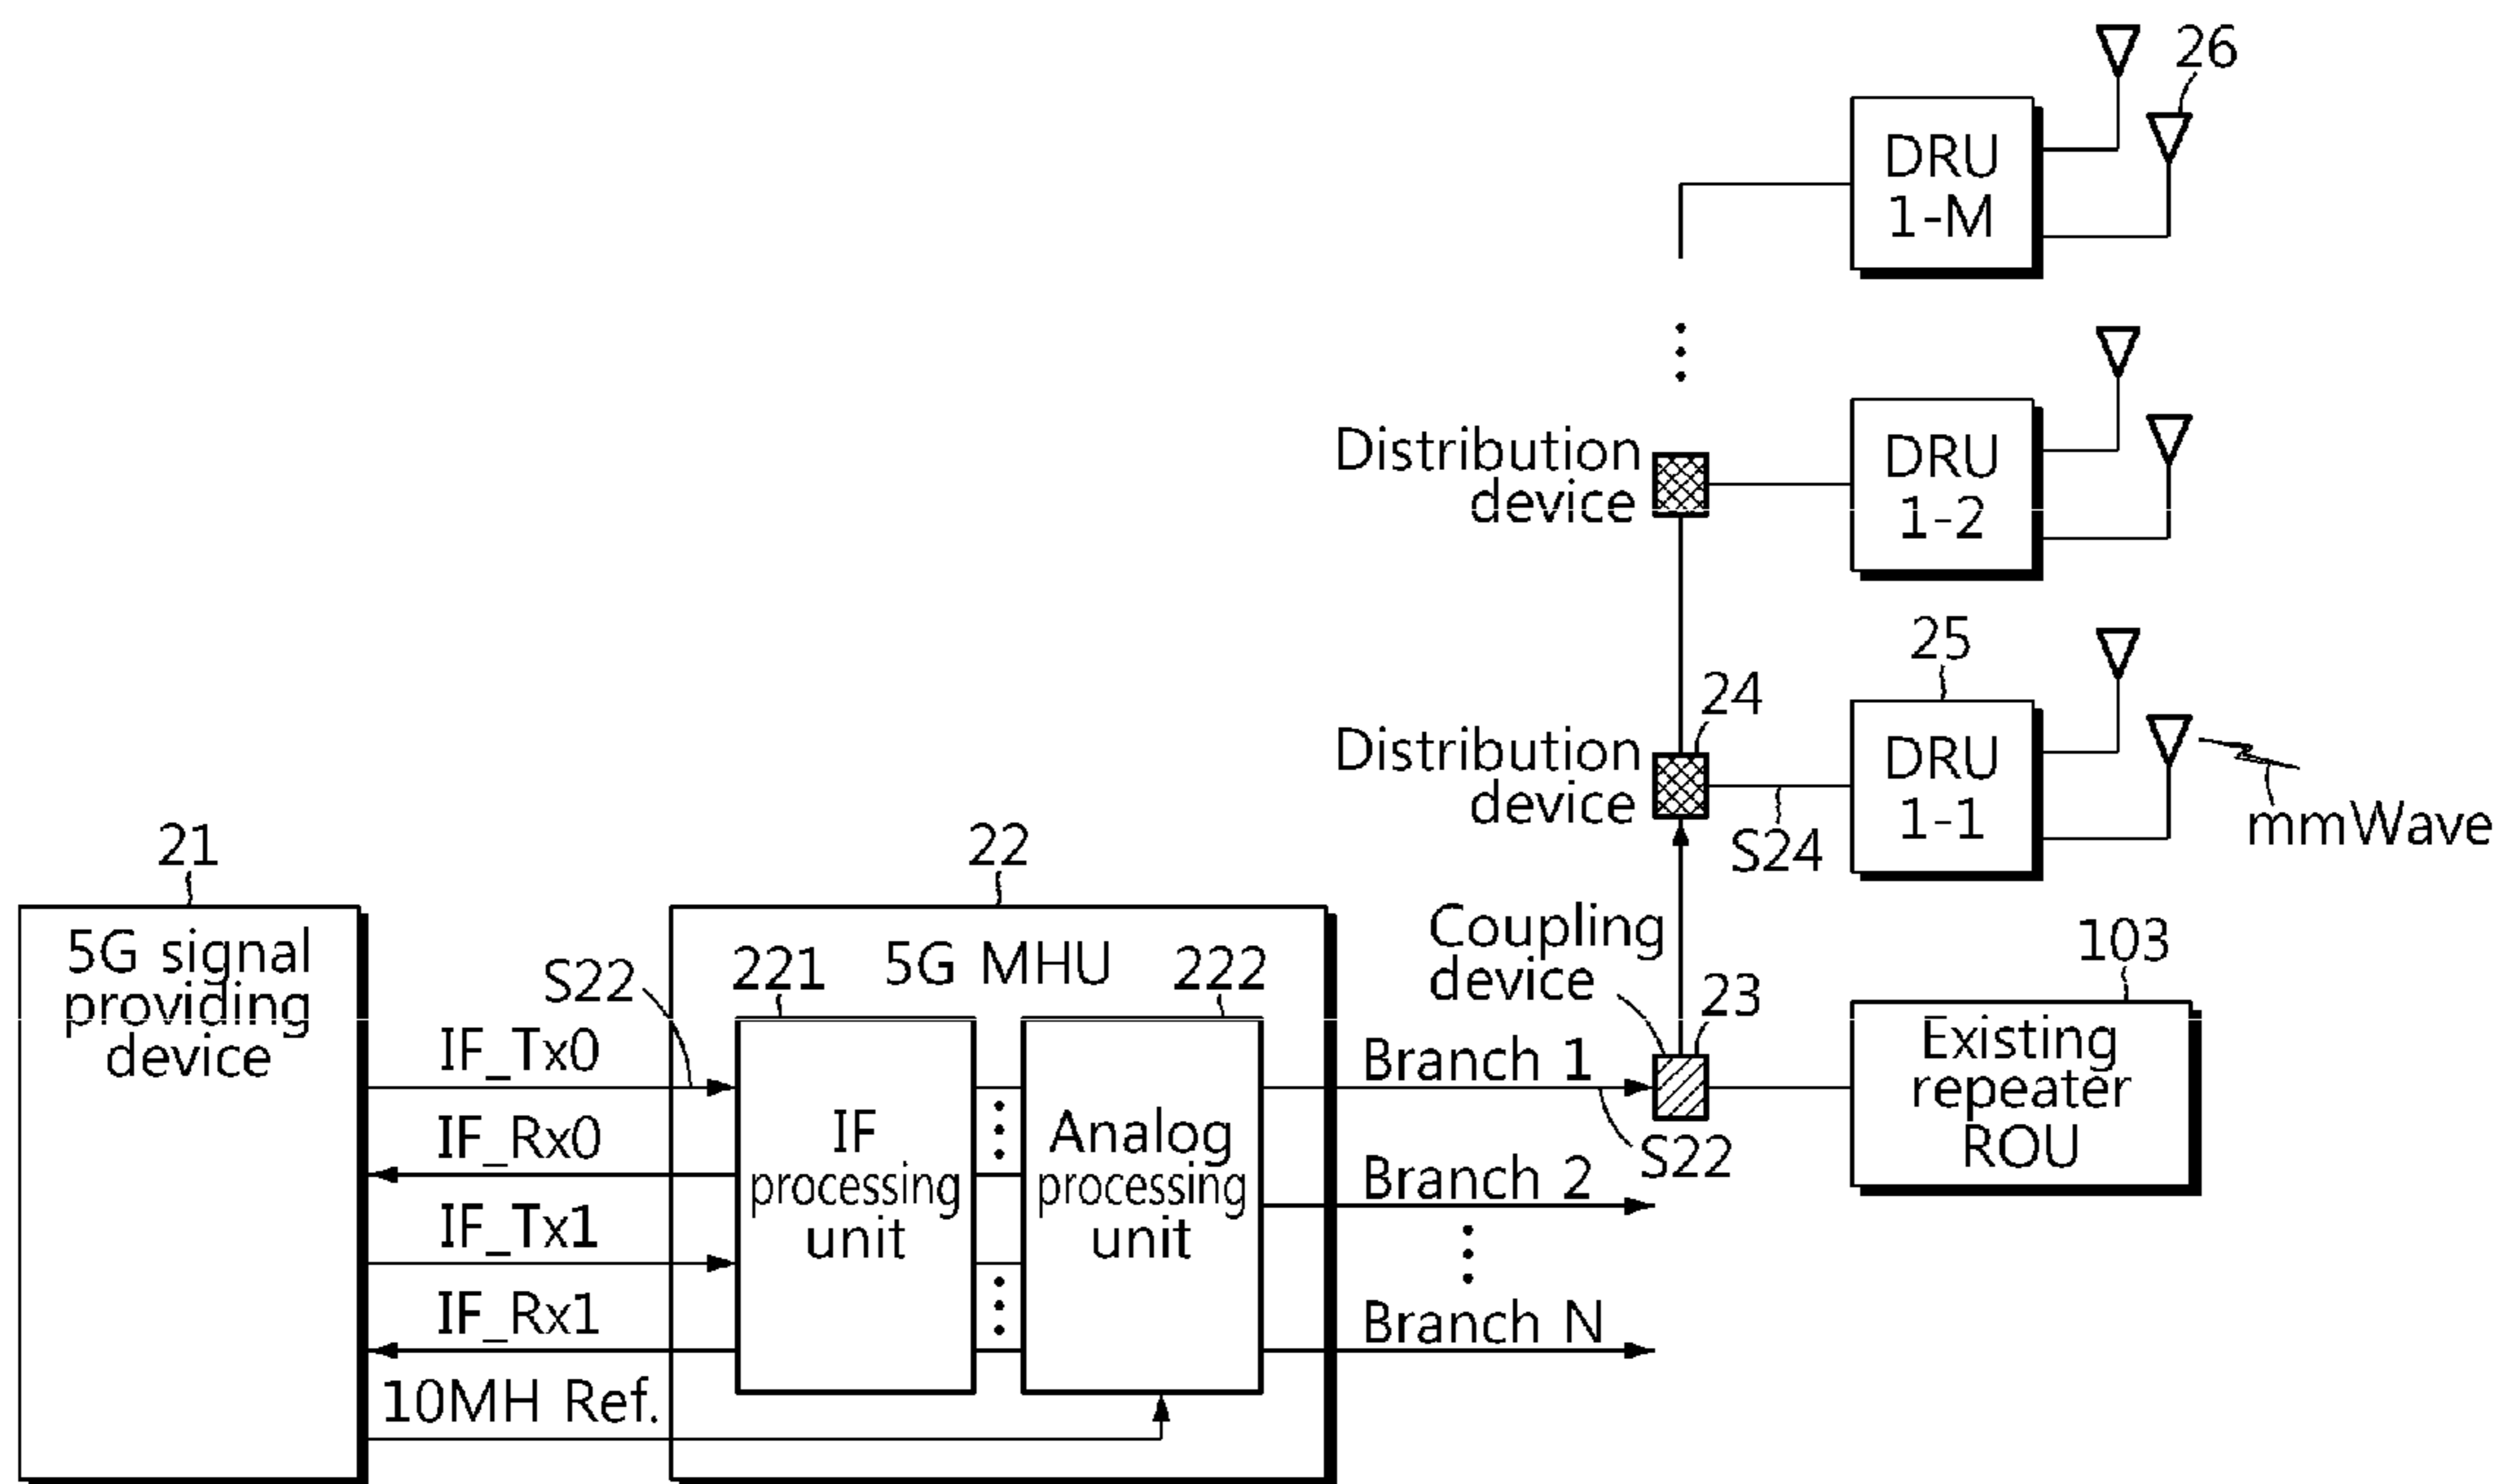 26
DRU
1-M
Distribution
device
DRU
1-2
25
24
Distribution
device
DRU
1-1
S24
mmWave
21
22
5G signal
providing
device
S22
221
5G MHU
222
Coupling
device
23
103
IF_Tx0
IF_Rx0
IF_Tx1
IF_Rx1
10MH Ref.
IF
processing
unit
Analog
processing
unit
Branch 1
S22
Branch 2
Branch N
Existing
repeater
ROU